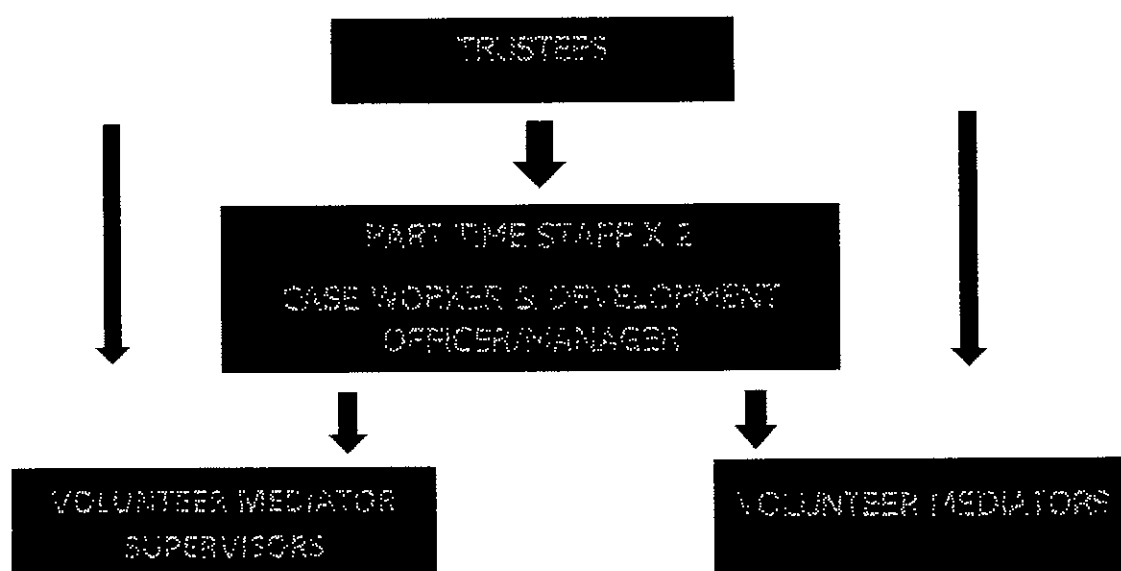 TRUSTEES
PART TIME STAFF X 2
CASE WORKER & DEVELOPMENT
OFFICER/MANAGER
VOLUNTEER MEDIATOR
SUPERVISORS
VOLUNTEER MEDIATORS